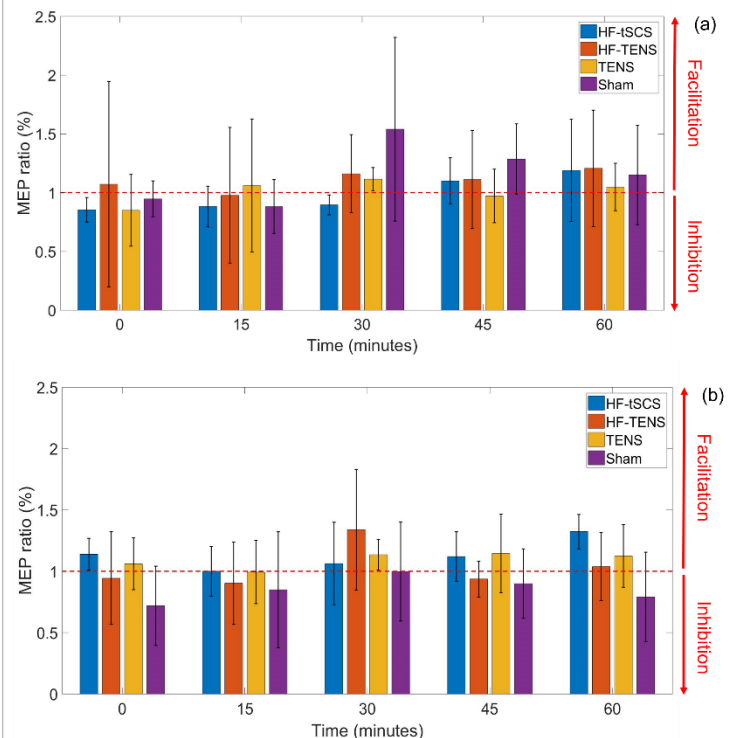 (a)
2.5
2
1.5
1
0.5
0
MEP ratio (%)
HF-tSCS
HF-TENS
TENS
Sham
Facilitation
Inhibition
0 15 30 45 60
Time (minutes)
(b)
2.5
2
1.5
1
0.5
0
MEP ratio (%)
HF-tSCS
HF-TENS
TENS
Sham
Facilitation
Inhibition
0 15 30 45 60
Time (minutes)